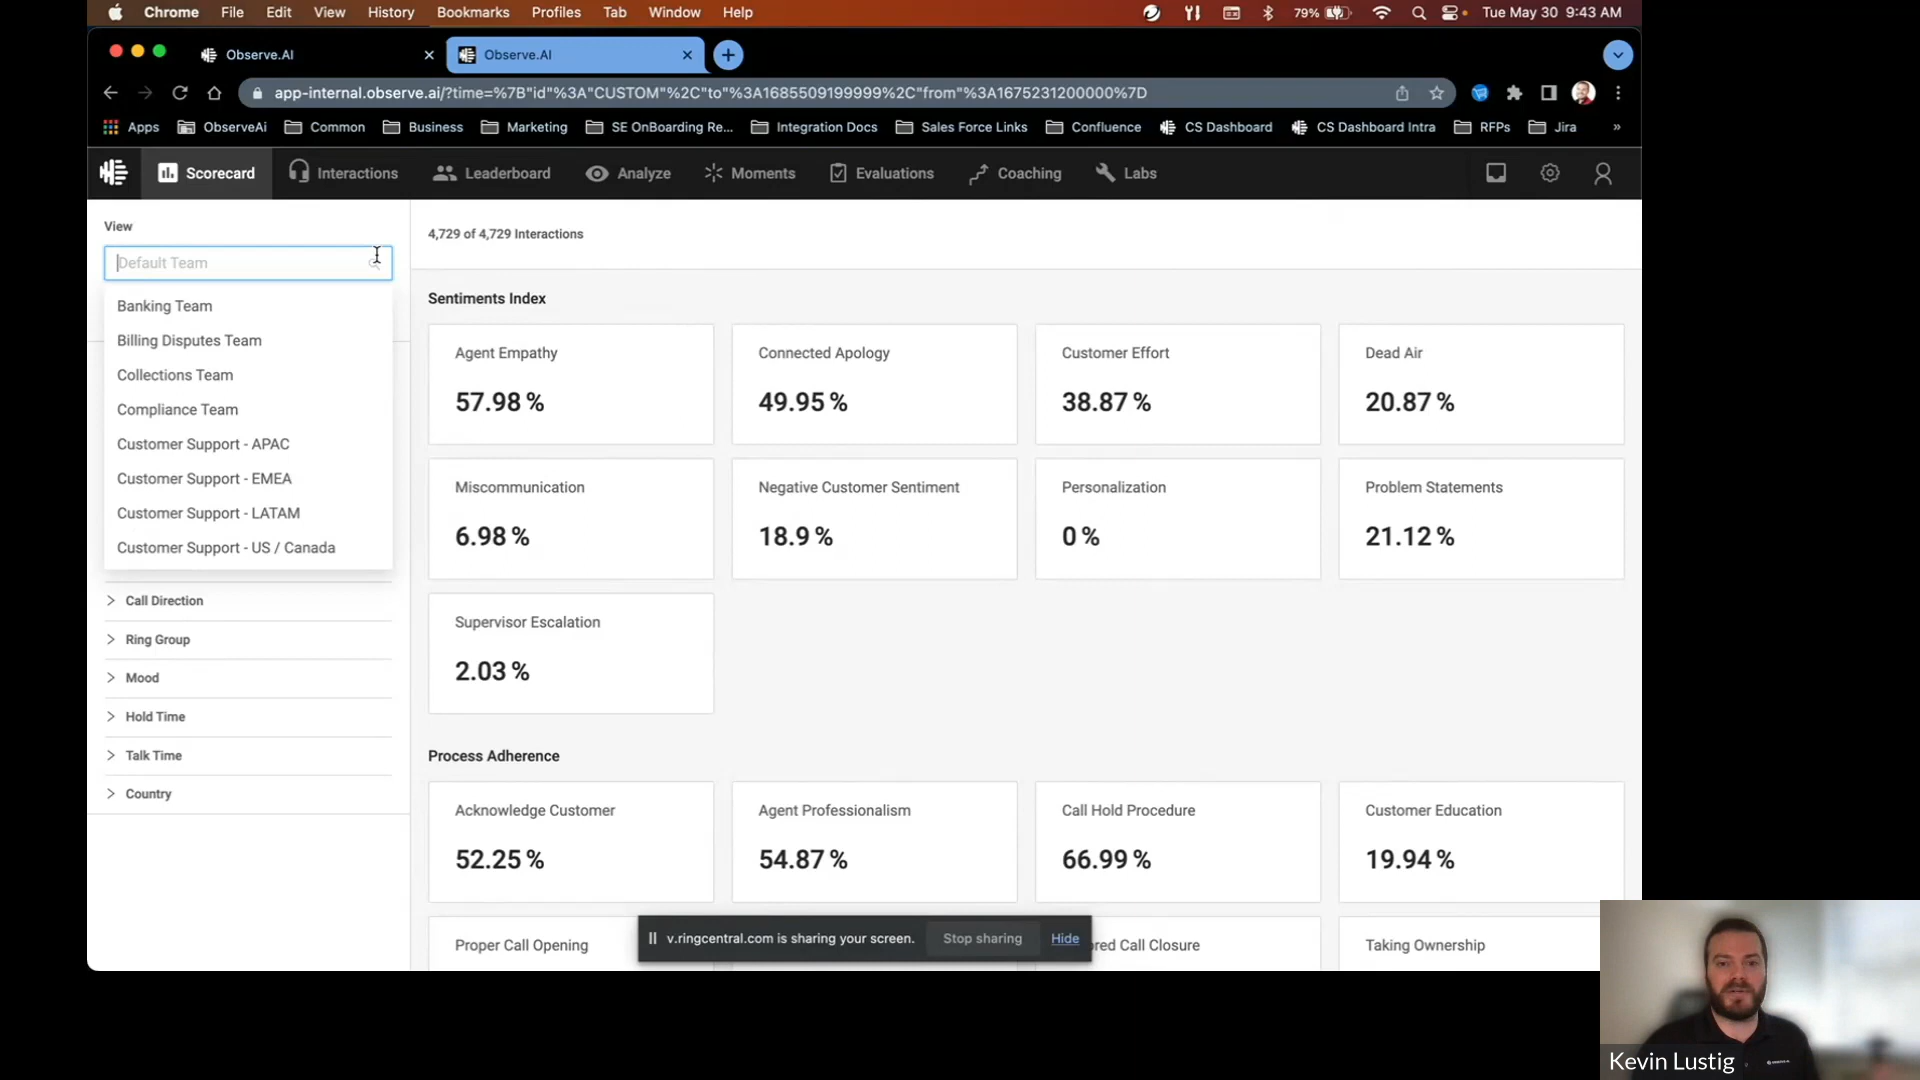 Chrome File Edit View History Bookmarks Profiles Tab Window Help 79% Tue May 30 9:43 AM
Observe.AI Observe.AI
app-internal.observe.ai/?time=%7B"id"%3A"CUSTOM"%2C"to"%3A1685509199999%2C"from"%3A1675231200000%7D
Apps ObserveAi Common Business Marketing SE OnBoarding Re... Integration Docs Sales Force Links Confluence CS Dashboard CS Dashboard Intra RFPs Jira »
Scorecard Interactions Leaderboard Analyze Moments Evaluations Coaching Labs
View
Default Team
Banking Team
Billing Disputes Team
Collections Team
Compliance Team
Customer Support - APAC
Customer Support - EMEA
Customer Support - LATAM
Customer Support - US / Canada
Call Direction
Ring Group
Mood
Hold Time
Talk Time
Country
4,729 of 4,729 Interactions
Sentiments Index
Agent Empathy
57.98 %
Connected Apology
49.95 %
Customer Effort
38.87 %
Dead Air
20.87 %
Miscommunication
6.98 %
Negative Customer Sentiment
18.9 %
Personalization
0 %
Problem Statements
21.12 %
Supervisor Escalation
2.03 %
Process Adherence
Acknowledge Customer
52.25 %
Agent Professionalism
54.87 %
Call Hold Procedure
66.99 %
Customer Education
19.94 %
Proper Call Opening
ored Call Closure
Taking Ownership
v.ringcentral.com is sharing your screen. Stop sharing Hide
Kevin Lustig